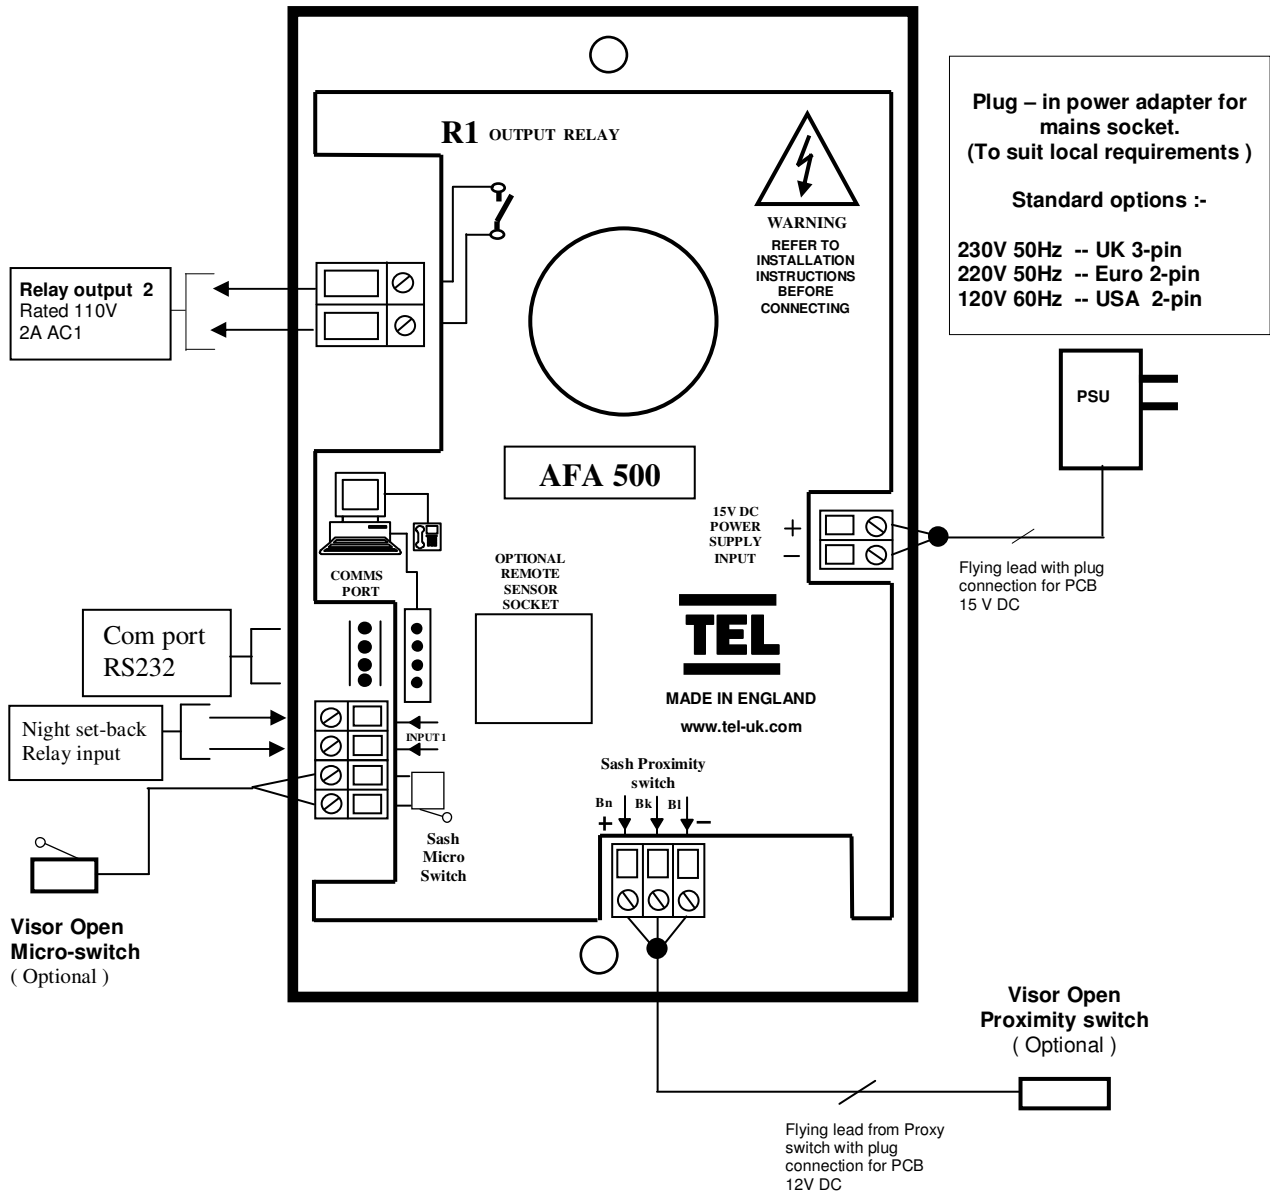 R1 OUTPUT RELAY
WARNING
REFER TO
INSTALLATION
INSTRUCTIONS
BEFORE
CONNECTING
Plug – in power adapter for
mains socket.
(To suit local requirements )
Standard options :-
230V 50Hz -- UK 3-pin
220V 50Hz -- Euro 2-pin
120V 60Hz -- USA 2-pin
Relay output 2
Rated 110V
2A AC1
PSU
AFA 500
15V DC
POWER
SUPPLY
INPUT
+
–
Flying lead with plug
connection for PCB
15 V DC
COMMS
PORT
OPTIONAL
REMOTE
SENSOR
SOCKET
TEL
MADE IN ENGLAND
www.tel-uk.com
Com port
RS232
Night set-back
Relay input
INPUT 1
Sash Proximity
switch
Bn Bk Bl
+ –
Sash
Micro
Switch
Visor Open
Micro-switch
( Optional )
Visor Open
Proximity switch
( Optional )
Flying lead from Proxy
switch with plug
connection for PCB
12V DC